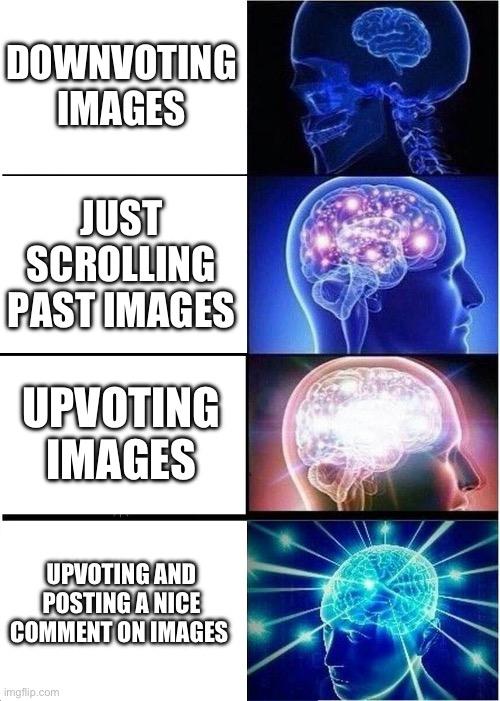 DOWNVOTING
IMAGES
JUST
SCROLLING
PAST IMAGES
UPVOTING
IMAGES
UPVOTING AND
POSTING A NICE
COMMENT ON IMAGES
imgflip.com